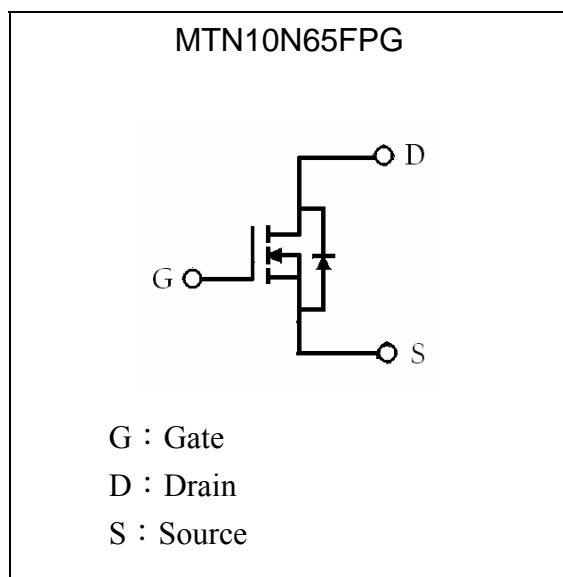 MTN10N65FPG
D
G
S
G：Gate
D：Drain
S：Source